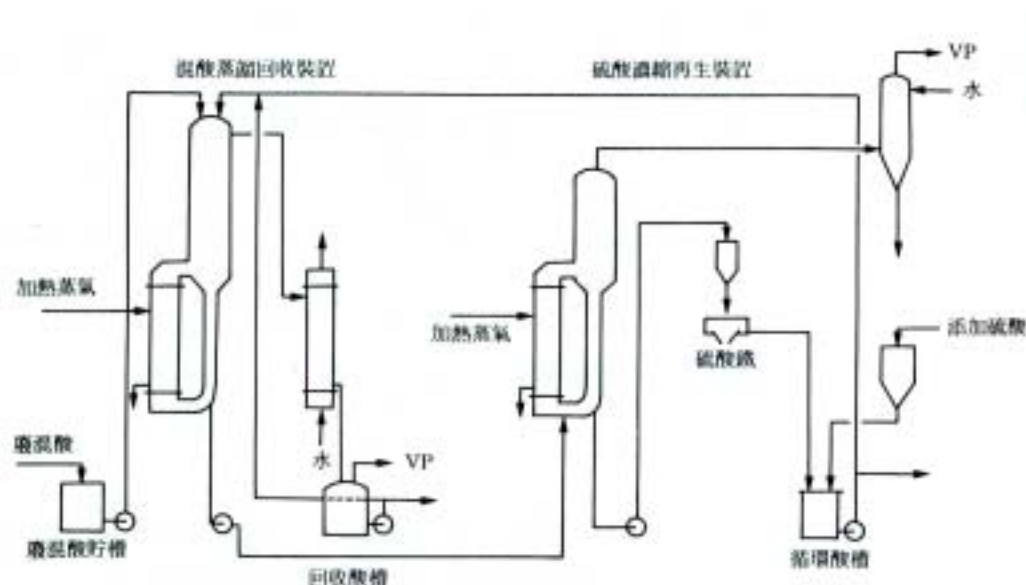 混酸蒸餾回收裝置
硫酸濃縮再生裝置
VP
水
加熱蒸氣
加熱蒸氣
添加硫酸
硫酸鐵
廢混酸
水
VP
廢混酸貯槽
回收酸槽
循環酸槽